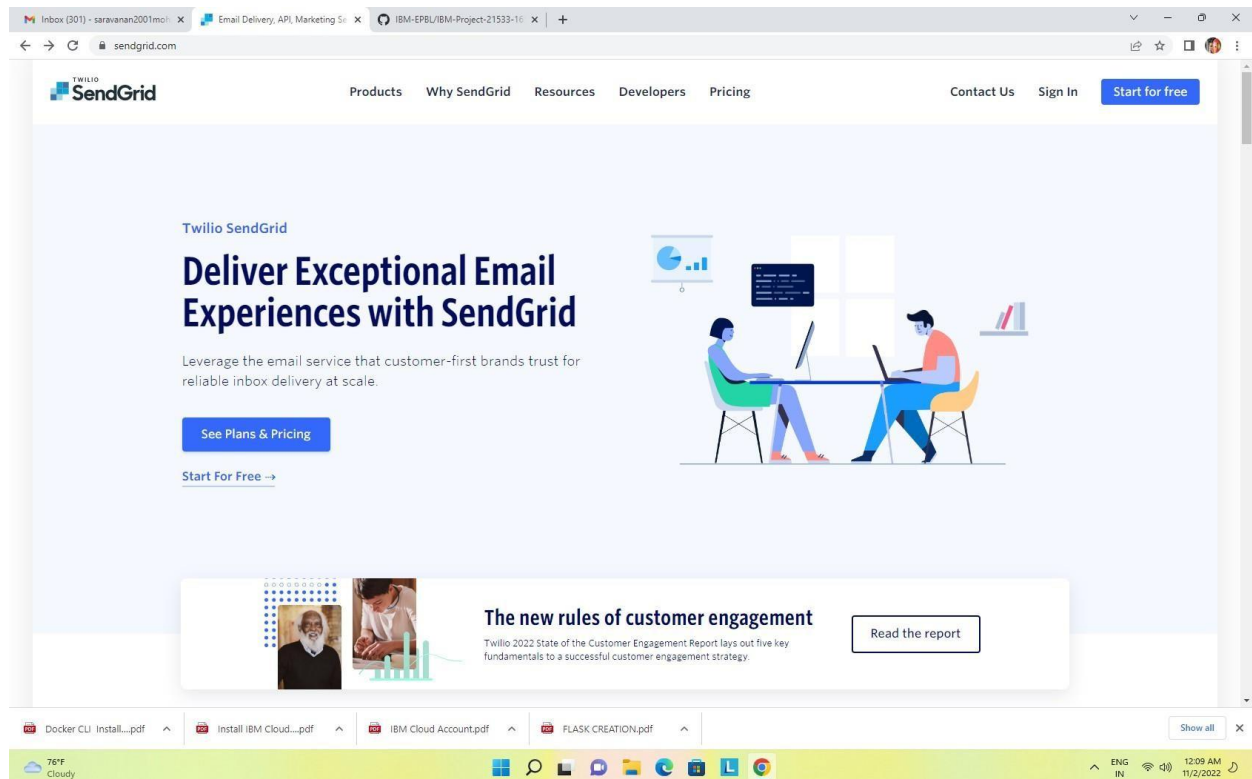 Inbox (301) - saravanan2001moh
Email Delivery, API, Marketing Se
IBM-EPBL/IBM-Project-21533-16
sendgrid.com
TWILIO
SendGrid
Products
Why SendGrid
Resources
Developers
Pricing
Contact Us
Sign In
Start for free
Twilio SendGrid
Deliver Exceptional Email
Experiences with SendGrid
Leverage the email service that customer-first brands trust for
reliable inbox delivery at scale.
See Plans & Pricing
Start For Free →
The new rules of customer engagement
Twilio 2022 State of the Customer Engagement Report lays out five key
fundamentals to a successful customer engagement strategy.
Read the report
Docker CLI Install....pdf
Install IBM Cloud....pdf
IBM Cloud Account.pdf
FLASK CREATION.pdf
Show all
76°F
Cloudy
ENG
IN
12:09 AM
11/2/2022